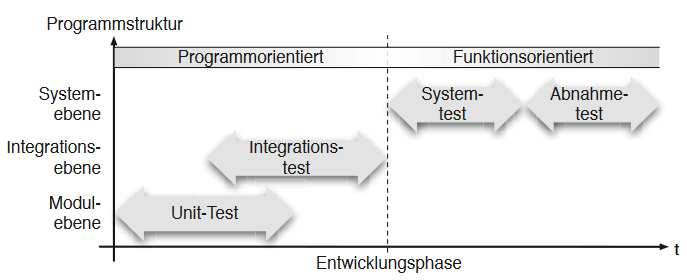 Programmstruktur
Programmorientiert
Funktionsorientiert
System-
ebene
System-
test
Abnahme-
test
Integrations-
ebene
Integrations-
test
Modul-
ebene
Unit-Test
t
Entwicklungsphase